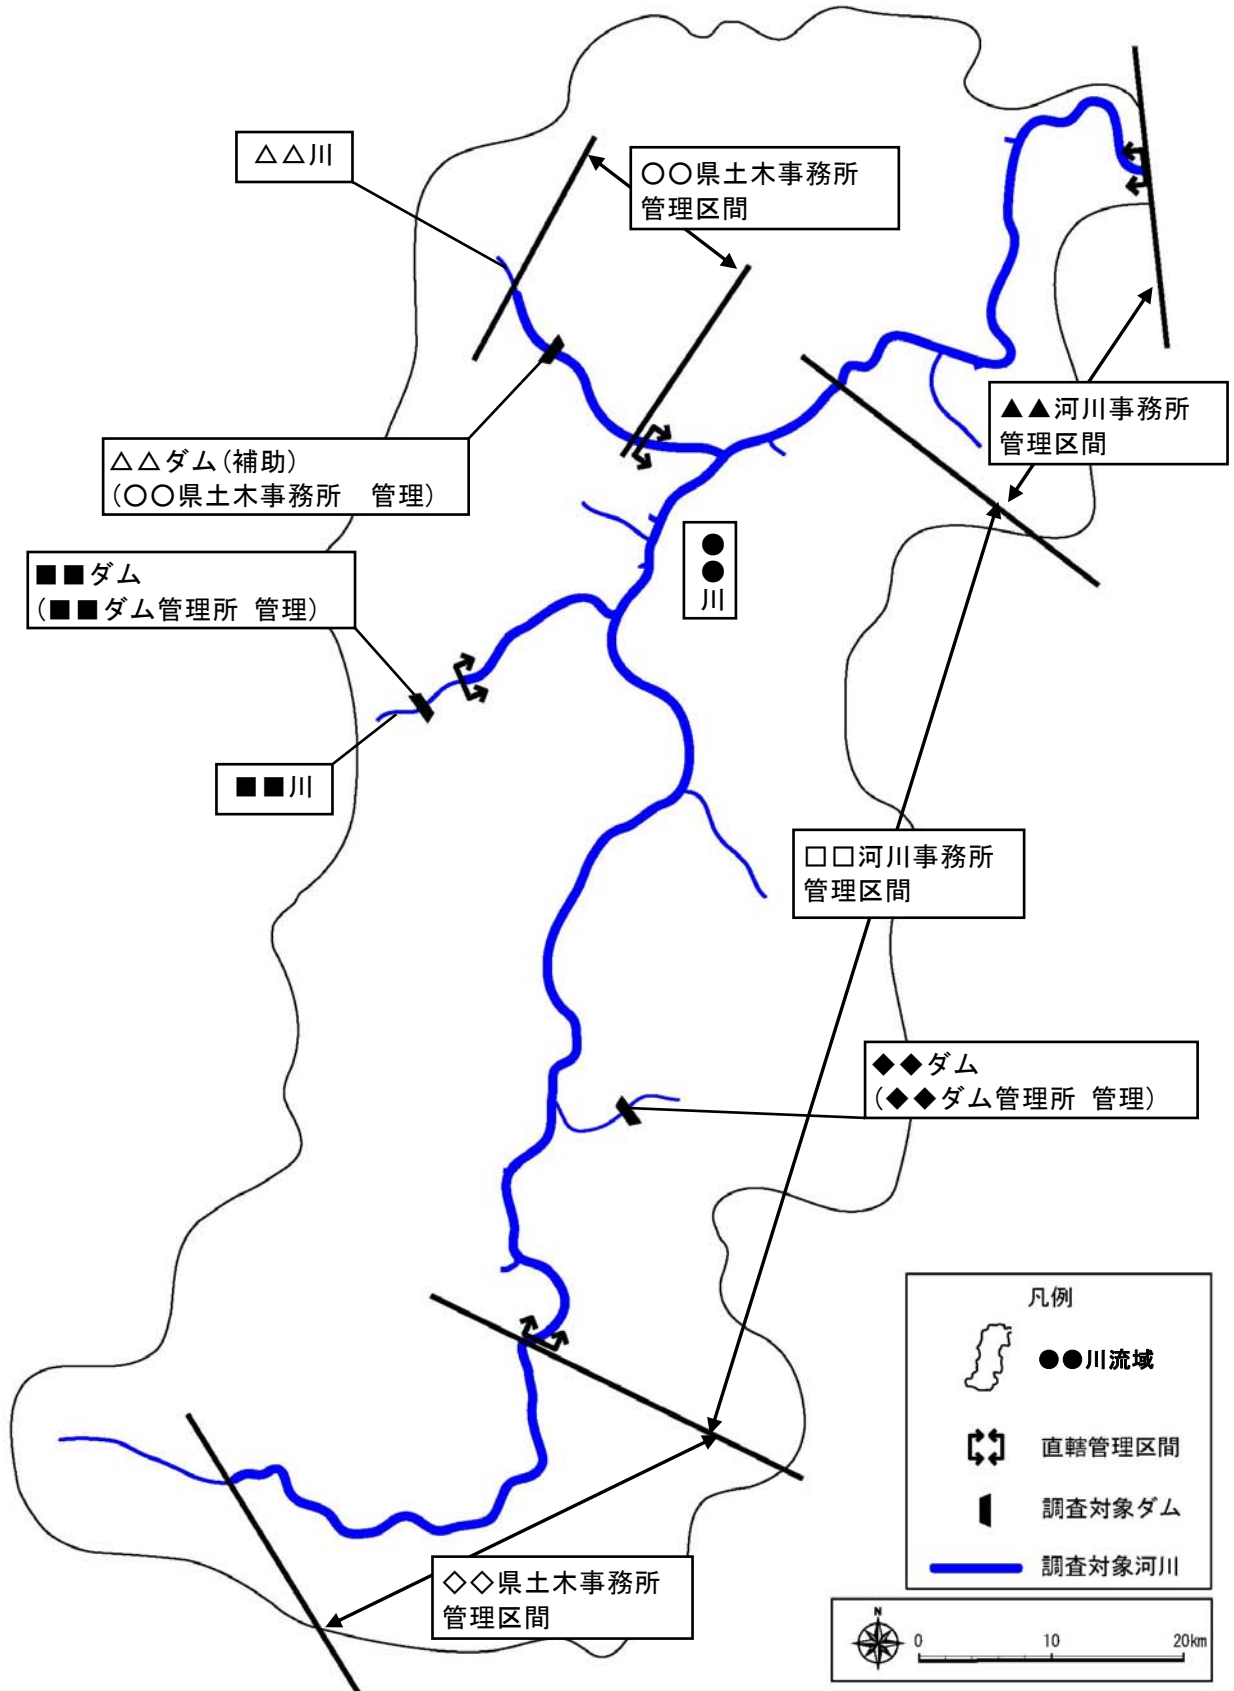 △△川
〇〇県土木事務所
管理区間
▲▲河川事務所
管理区間
△△ダム(補助)
(〇〇県土木事務所　管理)
●
●
川
■■ダム
(■■ダム管理所 管理)
■■川
□□河川事務所
管理区間
◆◆ダム
(◆◆ダム管理所 管理)
凡例
●●川流域
直轄管理区間
調査対象ダム
調査対象河川
◇◇県土木事務所
管理区間
N
0 10 20km